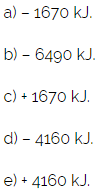 a) – 1670 kJ.
b) – 6490 kJ.
c) + 1670 kJ.
d) – 4160 kJ.
e) + 4160 kJ.